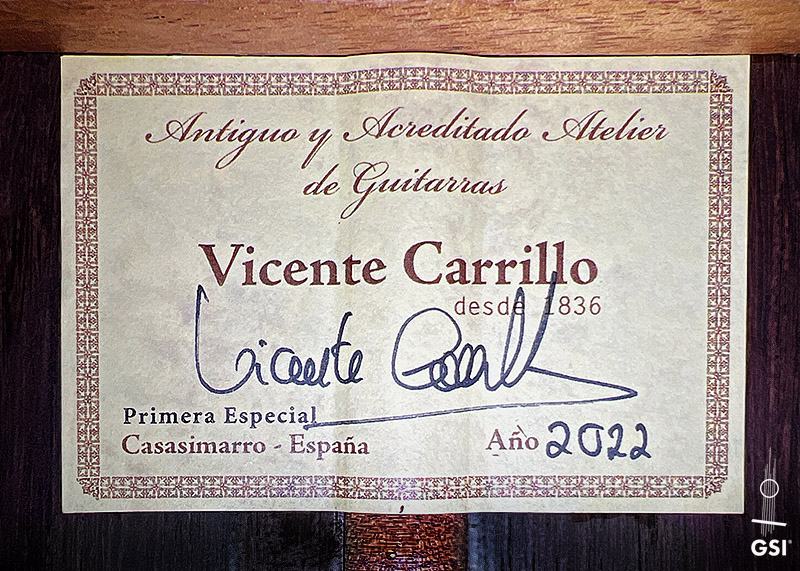 Antiguo y Acreditado Atelier
de Guitarras
Vicente Carrillo
desde 1836
Vicente Carrillo
Primera Especial
Casasimarro - España
Año 2022
GSI